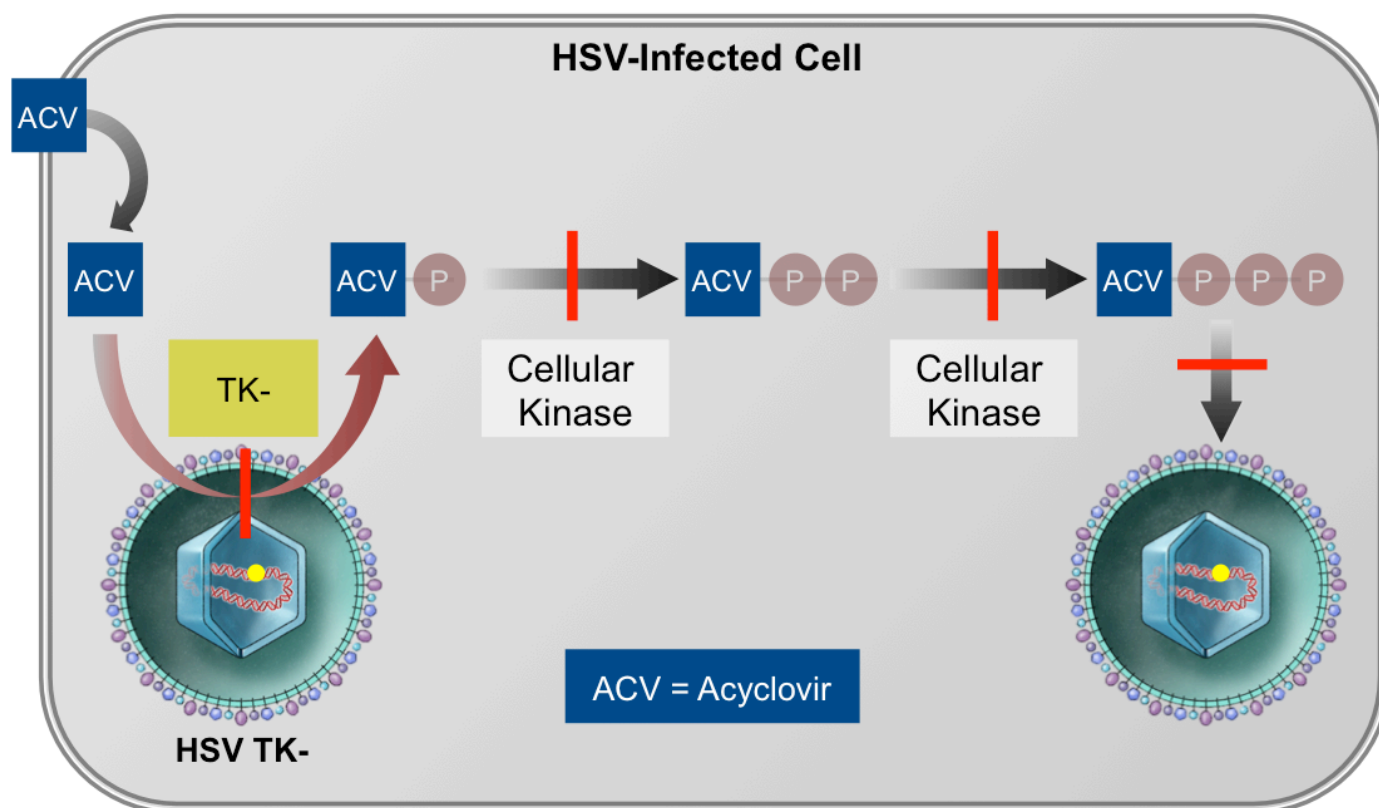 HSV-Infected Cell
ACV
ACV
ACV P
ACV P P
ACV P P P
TK-
Cellular
Kinase
Cellular
Kinase
ACV = Acyclovir
HSV TK-